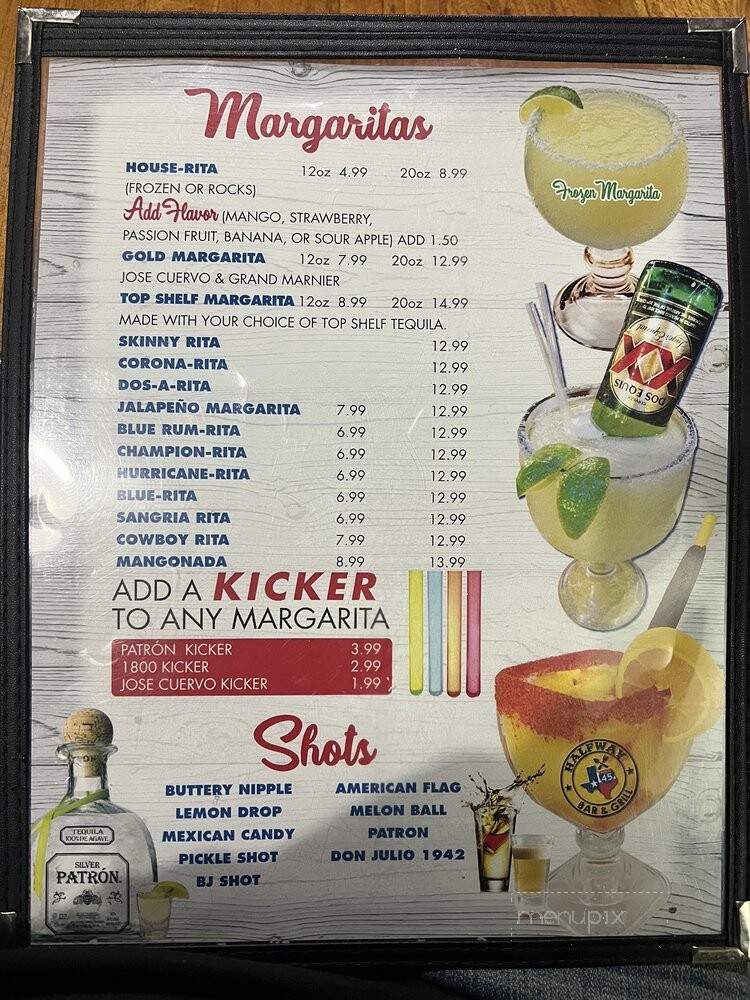 Margaritas
HOUSE-RITA 12oz 4.99 20oz 8.99
(FROZEN OR ROCKS)
Add Flavor (MANGO, STRAWBERRY,
PASSION FRUIT, BANANA, OR SOUR APPLE) ADD 1.50
GOLD MARGARITA 12oz 7.99 20oz 12.99
JOSE CUERVO & GRAND MARNIER
TOP SHELF MARGARITA 12oz 8.99 20oz 14.99
MADE WITH YOUR CHOICE OF TOP SHELF TEQUILA.
SKINNY RITA 12.99
CORONA-RITA 12.99
DOS-A-RITA 12.99
JALAPEÑO MARGARITA 7.99 12.99
BLUE RUM-RITA 6.99 12.99
CHAMPION-RITA 6.99 12.99
HURRICANE-RITA 6.99 12.99
BLUE-RITA 6.99 12.99
SANGRIA RITA 6.99 12.99
COWBOY RITA 7.99 12.99
MANGONADA 8.99 13.99
ADD A KICKER
TO ANY MARGARITA
PATRÓN KICKER 3.99
1800 KICKER 2.99
JOSE CUERVO KICKER 1.99
Shots
BUTTERY NIPPLE
LEMON DROP
MEXICAN CANDY
PICKLE SHOT
BJ SHOT
AMERICAN FLAG
MELON BALL
PATRON
DON JULIO 1942
Frozen Margarita
XX
DOS EQUIS
HALFWAY
45
BAR & GRILL
TEQUILA
100% DE AGAVE
SILVER
PATRÓN
menupix